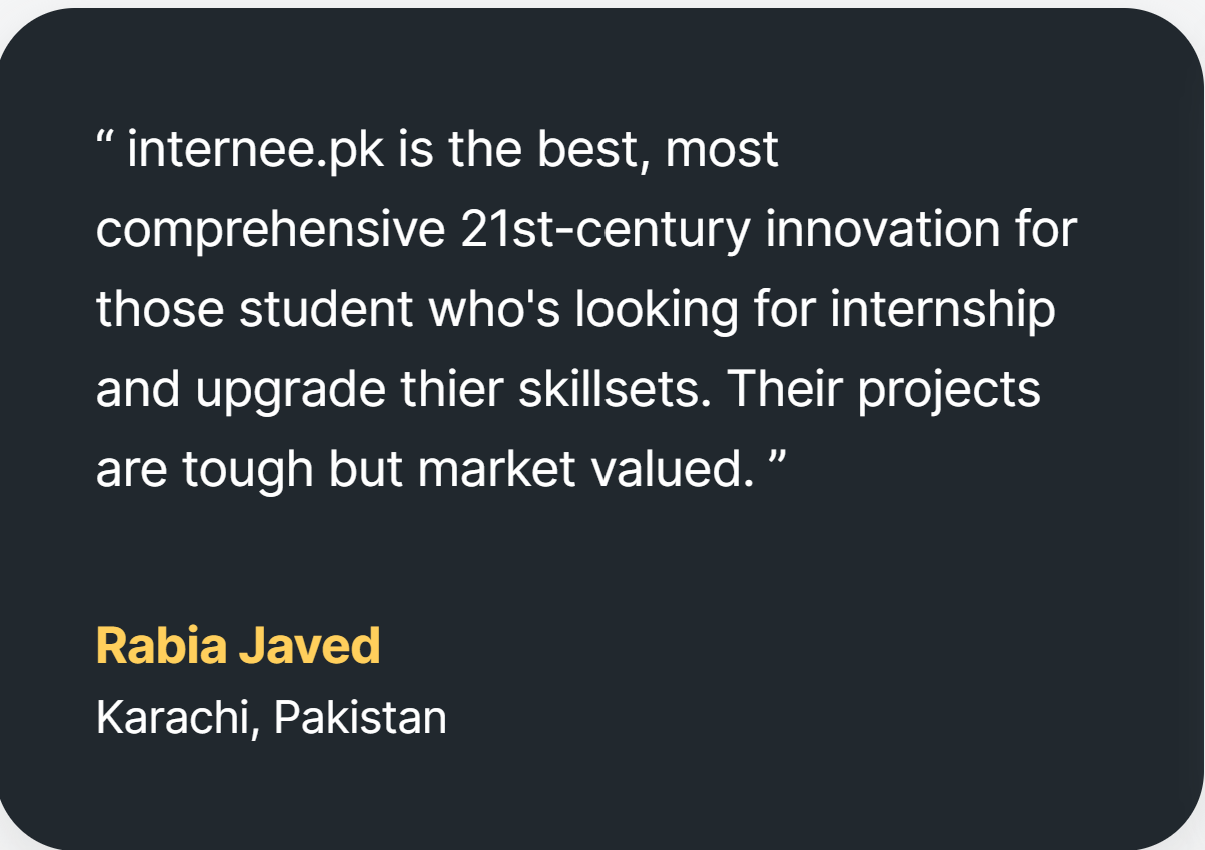 “ internee.pk is the best, most
comprehensive 21st-century innovation for
those student who's looking for internship
and upgrade thier skillsets. Their projects
are tough but market valued. ”
Rabia Javed
Karachi, Pakistan